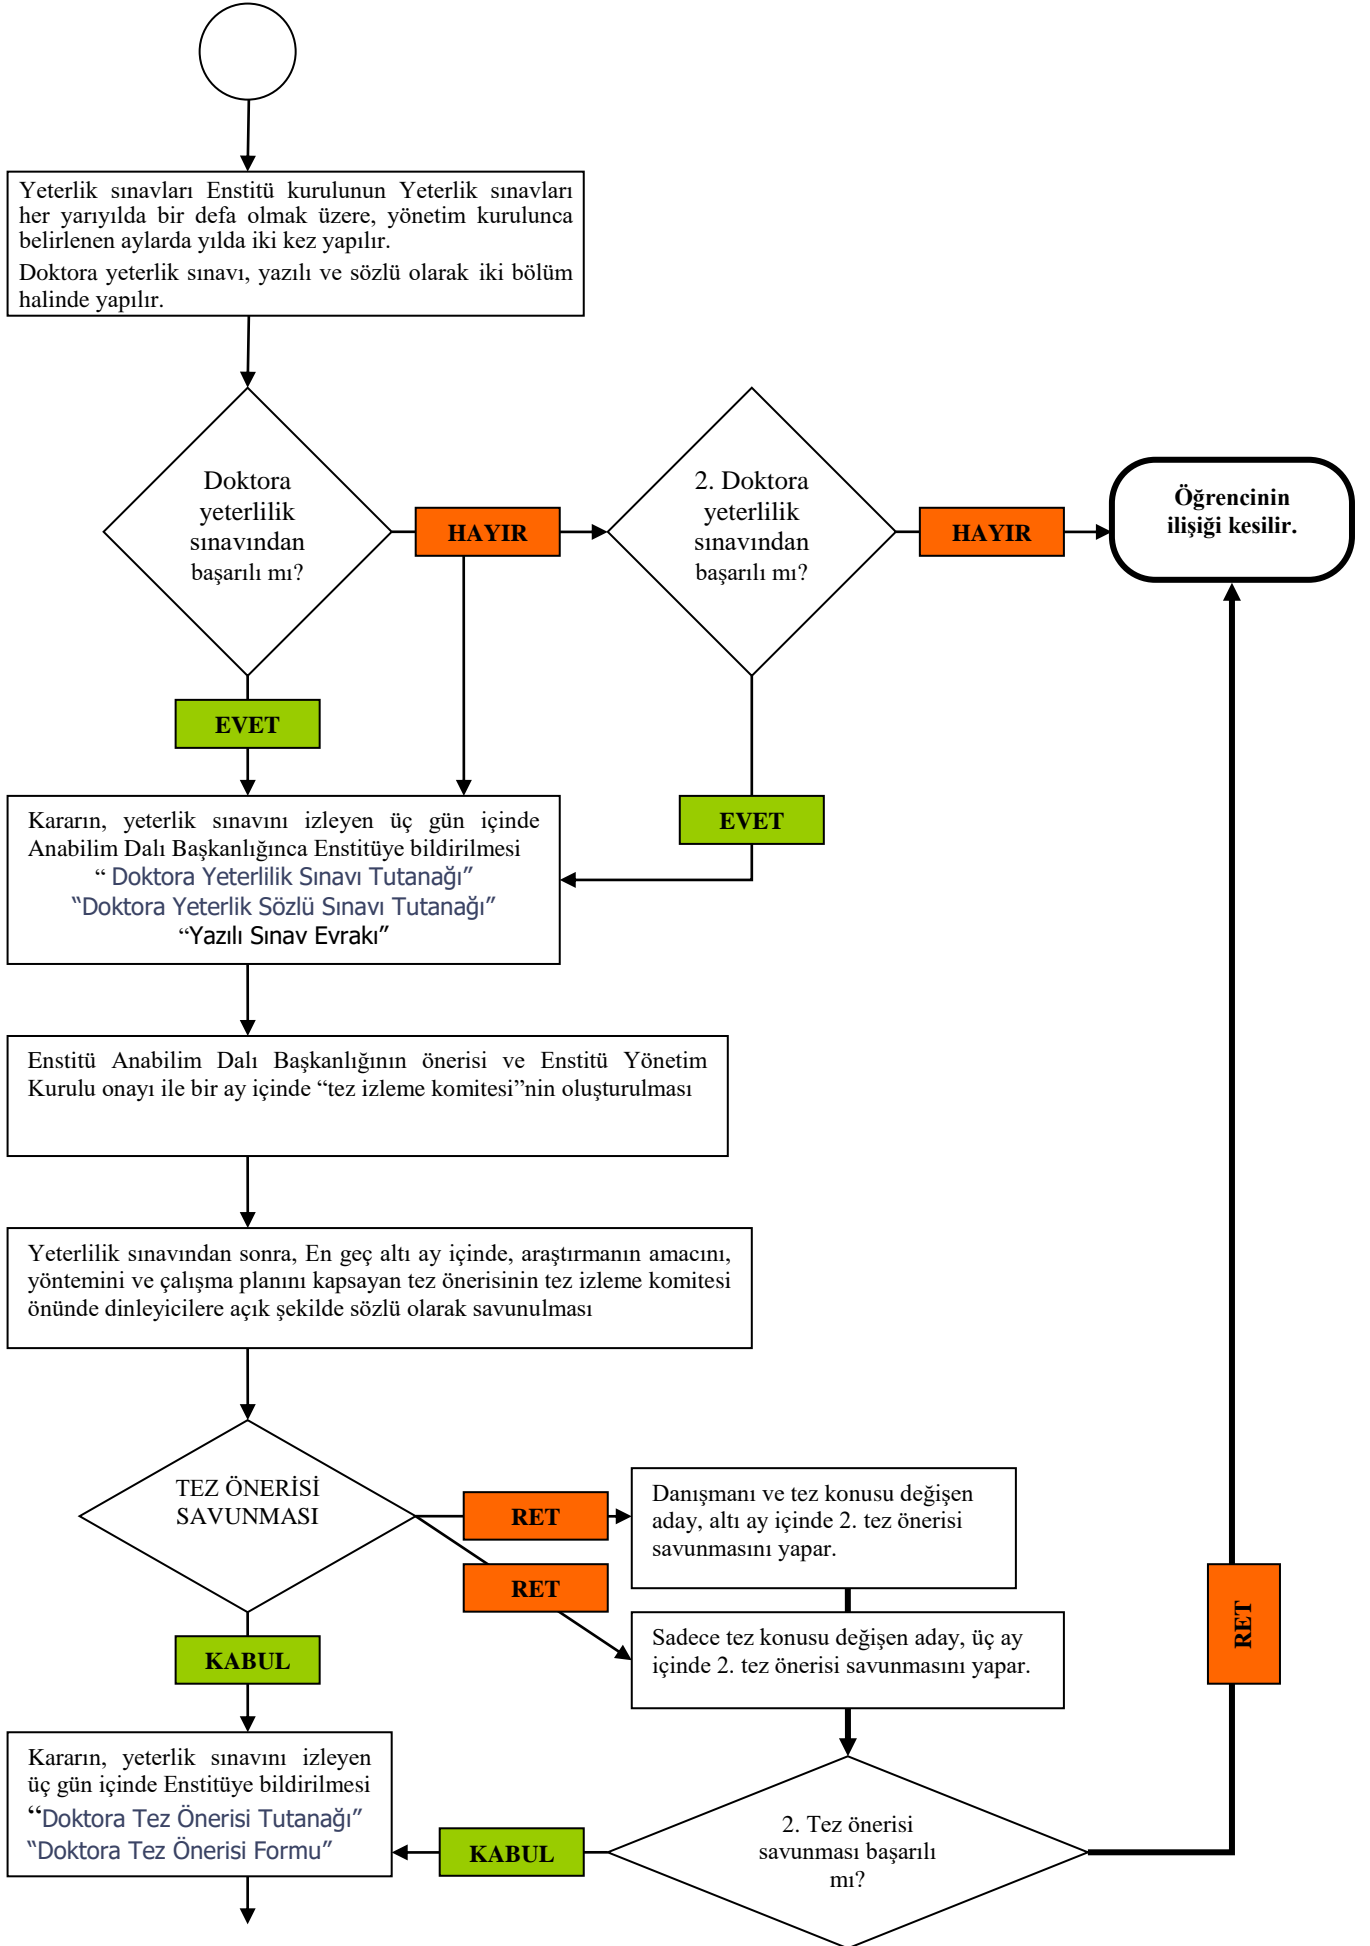 Yeterlik sınavları Enstitü kurulunun Yeterlik sınavları
her yarıyılda bir defa olmak üzere, yönetim kurulunca
belirlenen aylarda yılda iki kez yapılır.
Doktora yeterlik sınavı, yazılı ve sözlü olarak iki bölüm
halinde yapılır.
Doktora
yeterlilik
sınavından
başarılı mı?
HAYIR
2. Doktora
yeterlilik
sınavından
başarılı mı?
HAYIR
Öğrencinin
ilişiği kesilir.
EVET
EVET
Kararın, yeterlik sınavını izleyen üç gün içinde
Anabilim Dalı Başkanlığınca Enstitüye bildirilmesi
“ Doktora Yeterlilik Sınavı Tutanağı”
“Doktora Yeterlik Sözlü Sınavı Tutanağı”
“Yazılı Sınav Evrakı”
Enstitü Anabilim Dalı Başkanlığının önerisi ve Enstitü Yönetim
Kurulu onayı ile bir ay içinde “tez izleme komitesi”nin oluşturulması
Yeterlilik sınavından sonra, En geç altı ay içinde, araştırmanın amacını,
yöntemini ve çalışma planını kapsayan tez önerisinin tez izleme komitesi
önünde dinleyicilere açık şekilde sözlü olarak savunulması
TEZ ÖNERİSİ
SAVUNMASI
RET
Danışmanı ve tez konusu değişen
aday, altı ay içinde 2. tez önerisi
savunmasını yapar.
RET
Sadece tez konusu değişen aday, üç ay
içinde 2. tez önerisi savunmasını yapar.
RET
KABUL
Kararın, yeterlik sınavını izleyen
üç gün içinde Enstitüye bildirilmesi
“Doktora Tez Önerisi Tutanağı”
“Doktora Tez Önerisi Formu”
KABUL
2. Tez önerisi
savunması başarılı
mı?